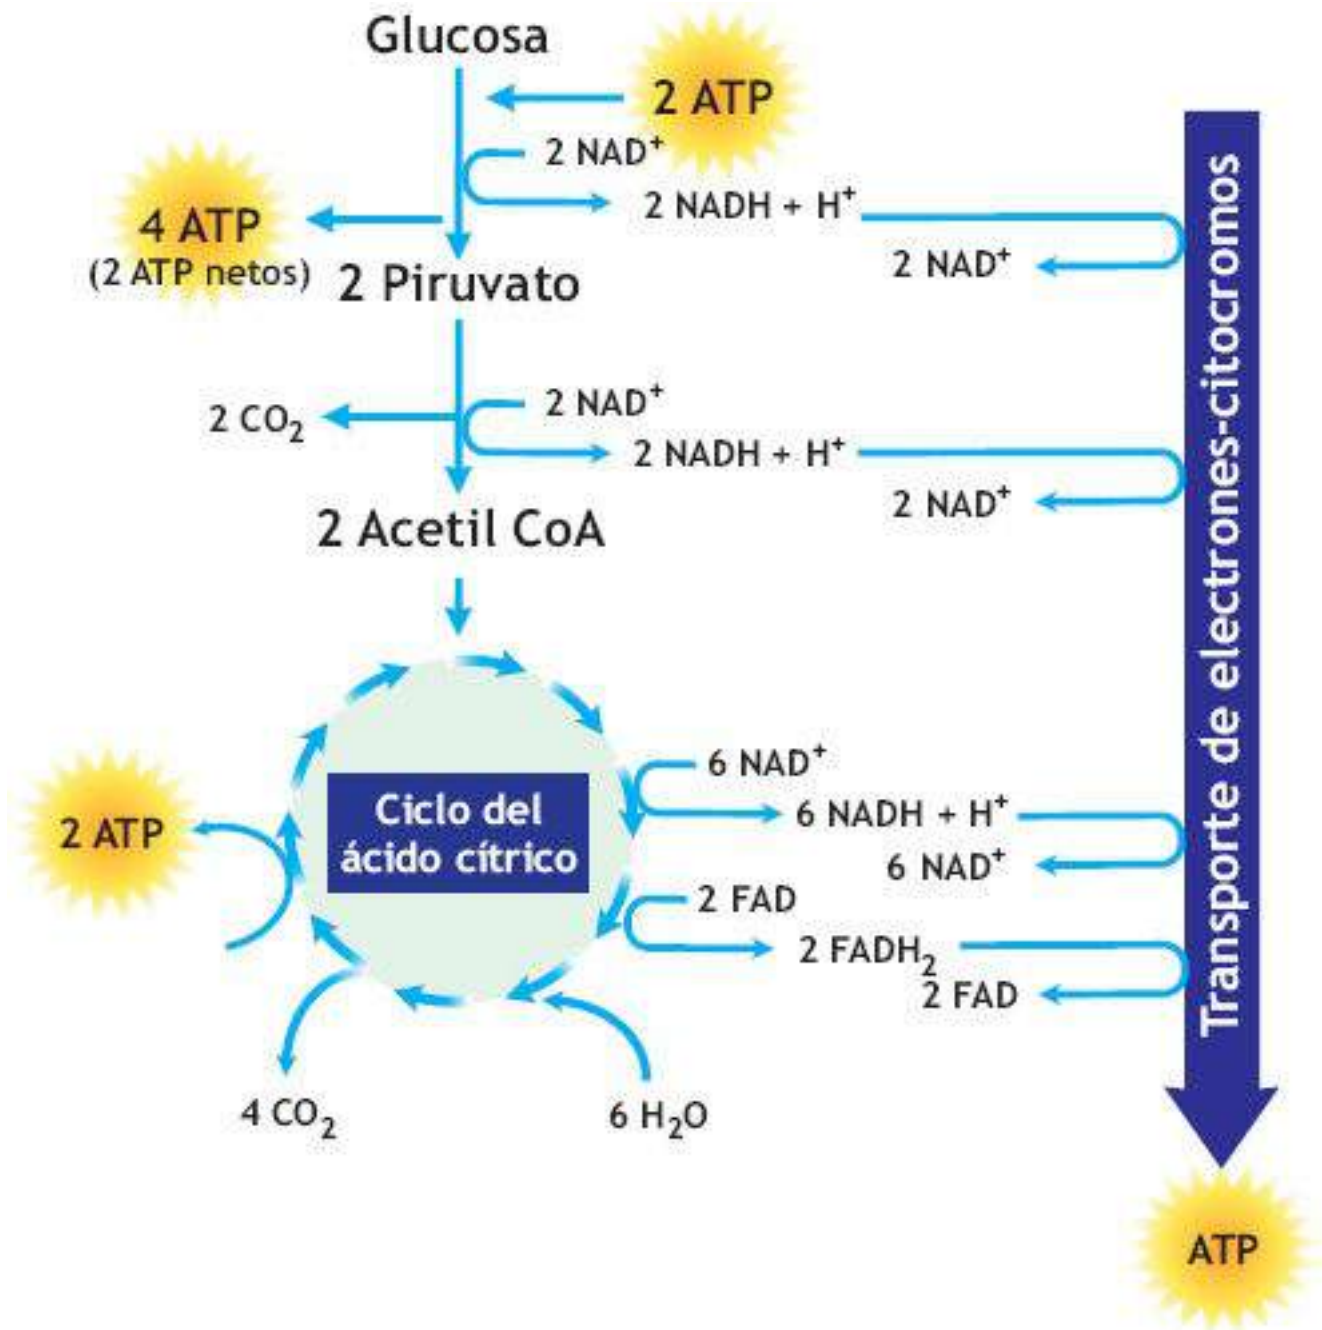 Glucosa
2 ATP
2 NAD⁺
2 NADH + H⁺
2 NAD⁺
4 ATP
(2 ATP netos)
2 Piruvato
2 CO₂
2 NAD⁺
2 NADH + H⁺
2 NAD⁺
2 Acetil CoA
Ciclo del
ácido cítrico
2 ATP
6 NAD⁺
6 NADH + H⁺
6 NAD⁺
2 FAD
2 FADH₂
2 FAD
4 CO₂
6 H₂O
Transporte de electrones-citocromos
ATP